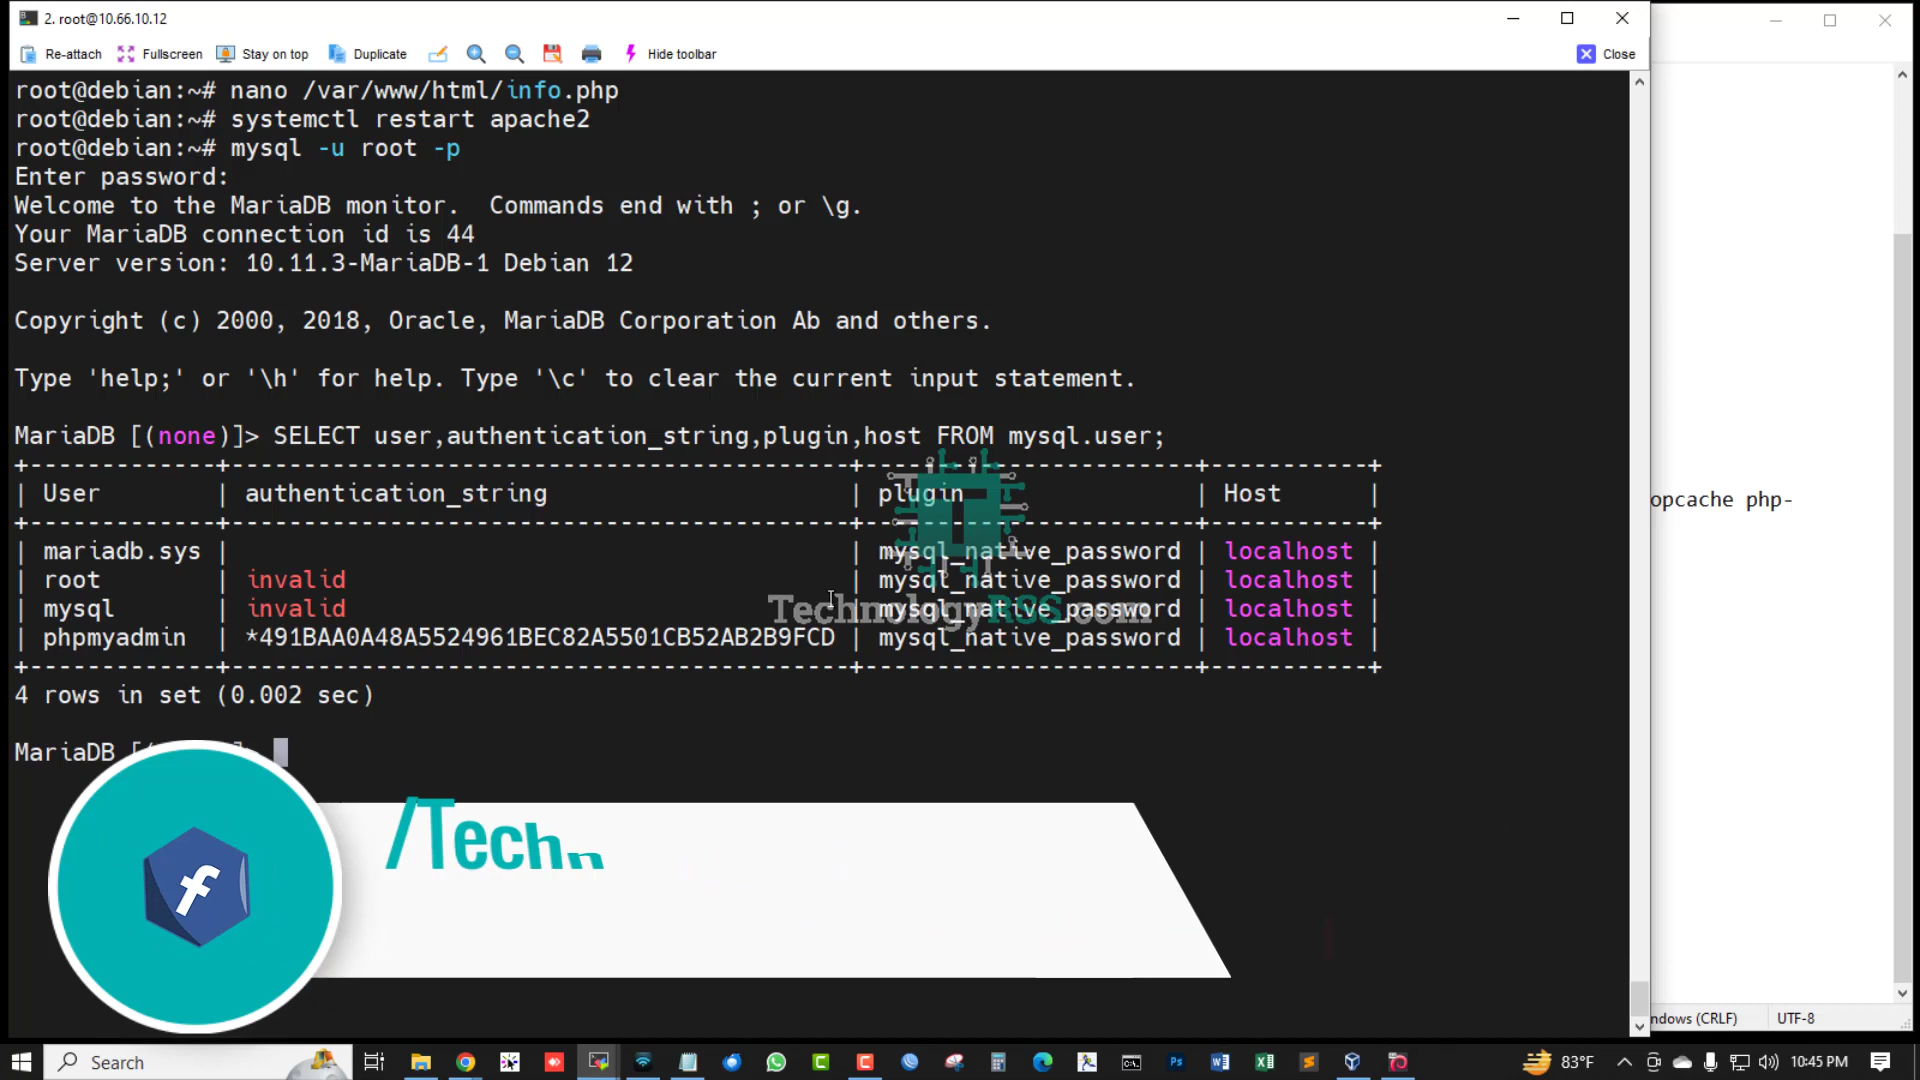 2. root@10.66.10.12
Re-attach Fullscreen Stay on top Duplicate Hide toolbar Close
root@debian:~# nano /var/www/html/info.php
root@debian:~# systemctl restart apache2
root@debian:~# mysql -u root -p
Enter password:
Welcome to the MariaDB monitor.  Commands end with ; or \g.
Your MariaDB connection id is 44
Server version: 10.11.3-MariaDB-1 Debian 12
Copyright (c) 2000, 2018, Oracle, MariaDB Corporation Ab and others.
Type 'help;' or '\h' for help. Type '\c' to clear the current input statement.
MariaDB [(none)]> SELECT user,authentication_string,plugin,host FROM mysql.user;
+-------------+-------------------------------------------+-----------------------+-----------+
| User | authentication_string | plugin | Host |
+-------------+-------------------------------------------+-----------------------+-----------+
| mariadb.sys | | mysql_native_password | localhost |
| root | invalid | mysql_native_password | localhost |
| mysql | invalid | mysql_native_password | localhost |
| phpmyadmin | *491BAA0A48A5524961BEC82A5501CB52AB2B9FCD | mysql_native_password | localhost |
+-------------+-------------------------------------------+-----------------------+-----------+
4 rows in set (0.002 sec)
MariaDB [(
TechnologyRSS.com
opcache php-
/Techn
ndows (CRLF) UTF-8
Search 83°F 10:45 PM